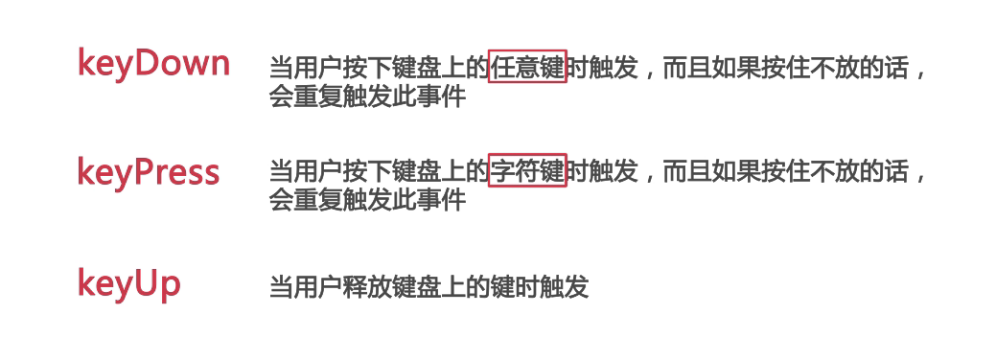 keyDown
当用户按下键盘上的任意键时触发，而且如果按住不放的话，
会重复触发此事件
keyPress
当用户按下键盘上的字符键时触发，而且如果按住不放的话，
会重复触发此事件
keyUp
当用户释放键盘上的键时触发